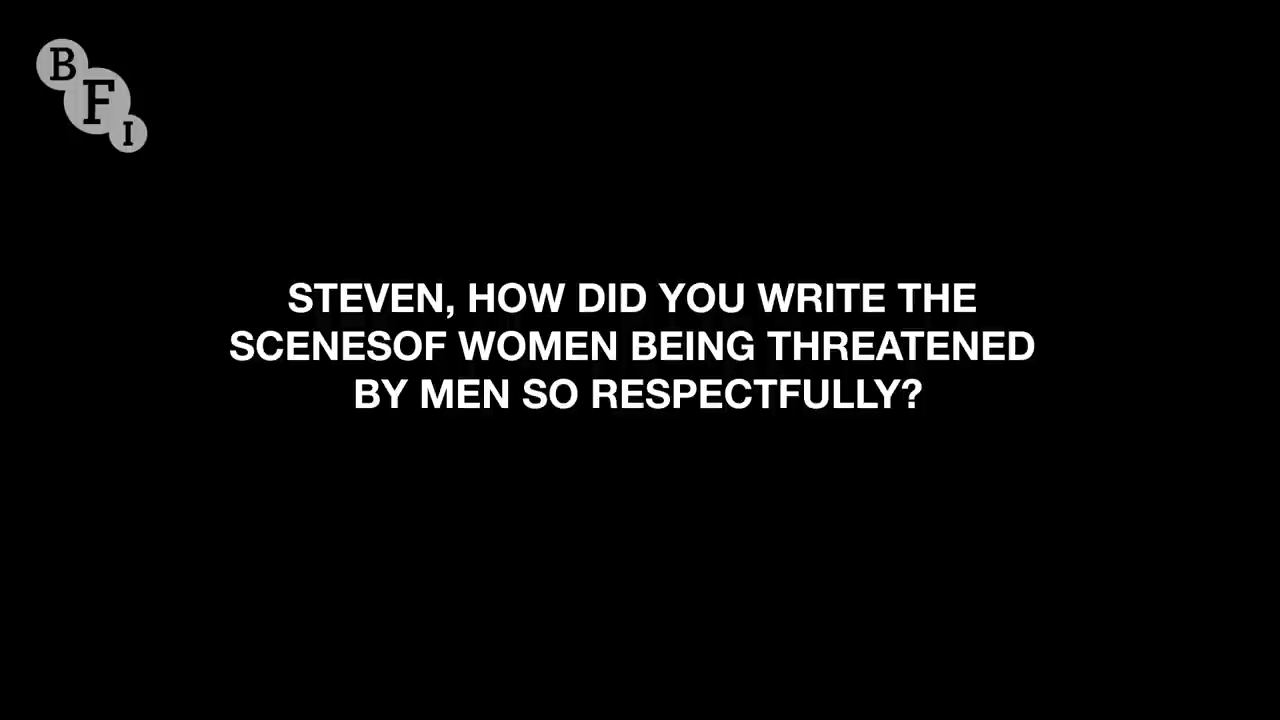 BFI
STEVEN, HOW DID YOU WRITE THE
SCENESOF WOMEN BEING THREATENED
BY MEN SO RESPECTFULLY?